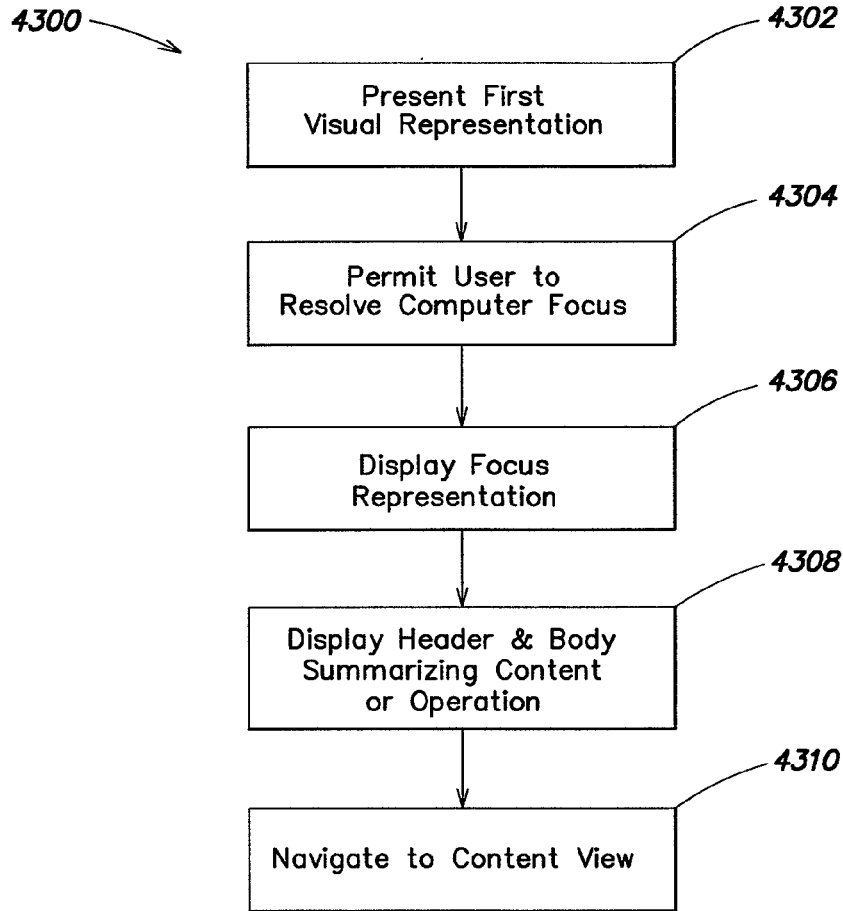 4300
4302
Present First
Visual Representation
4304
Permit User to
Resolve Computer Focus
4306
Display Focus
Representation
4308
Display Header & Body
Summarizing Content
or Operation
4310
Navigate to Content View